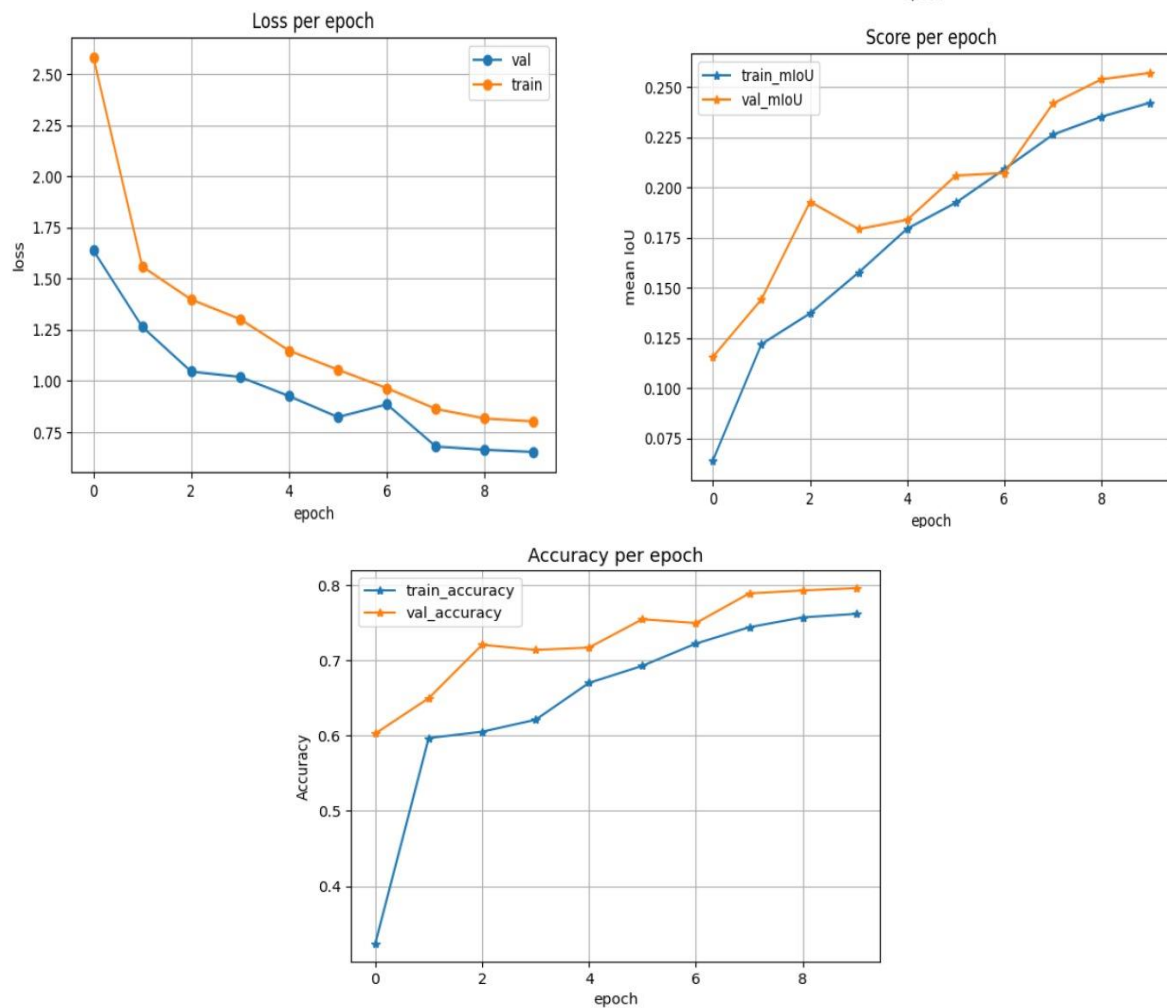 Loss per epoch
val
train
2.50
2.25
2.00
1.75
1.50
1.25
1.00
0.75
loss
0 2 4 6 8
epoch
Score per epoch
train_mIoU
val_mIoU
0.250
0.225
0.200
0.175
0.150
0.125
0.100
0.075
mean IoU
0 2 4 6 8
epoch
Accuracy per epoch
train_accuracy
val_accuracy
0.8
0.7
0.6
0.5
0.4
Accuracy
0 2 4 6 8
epoch